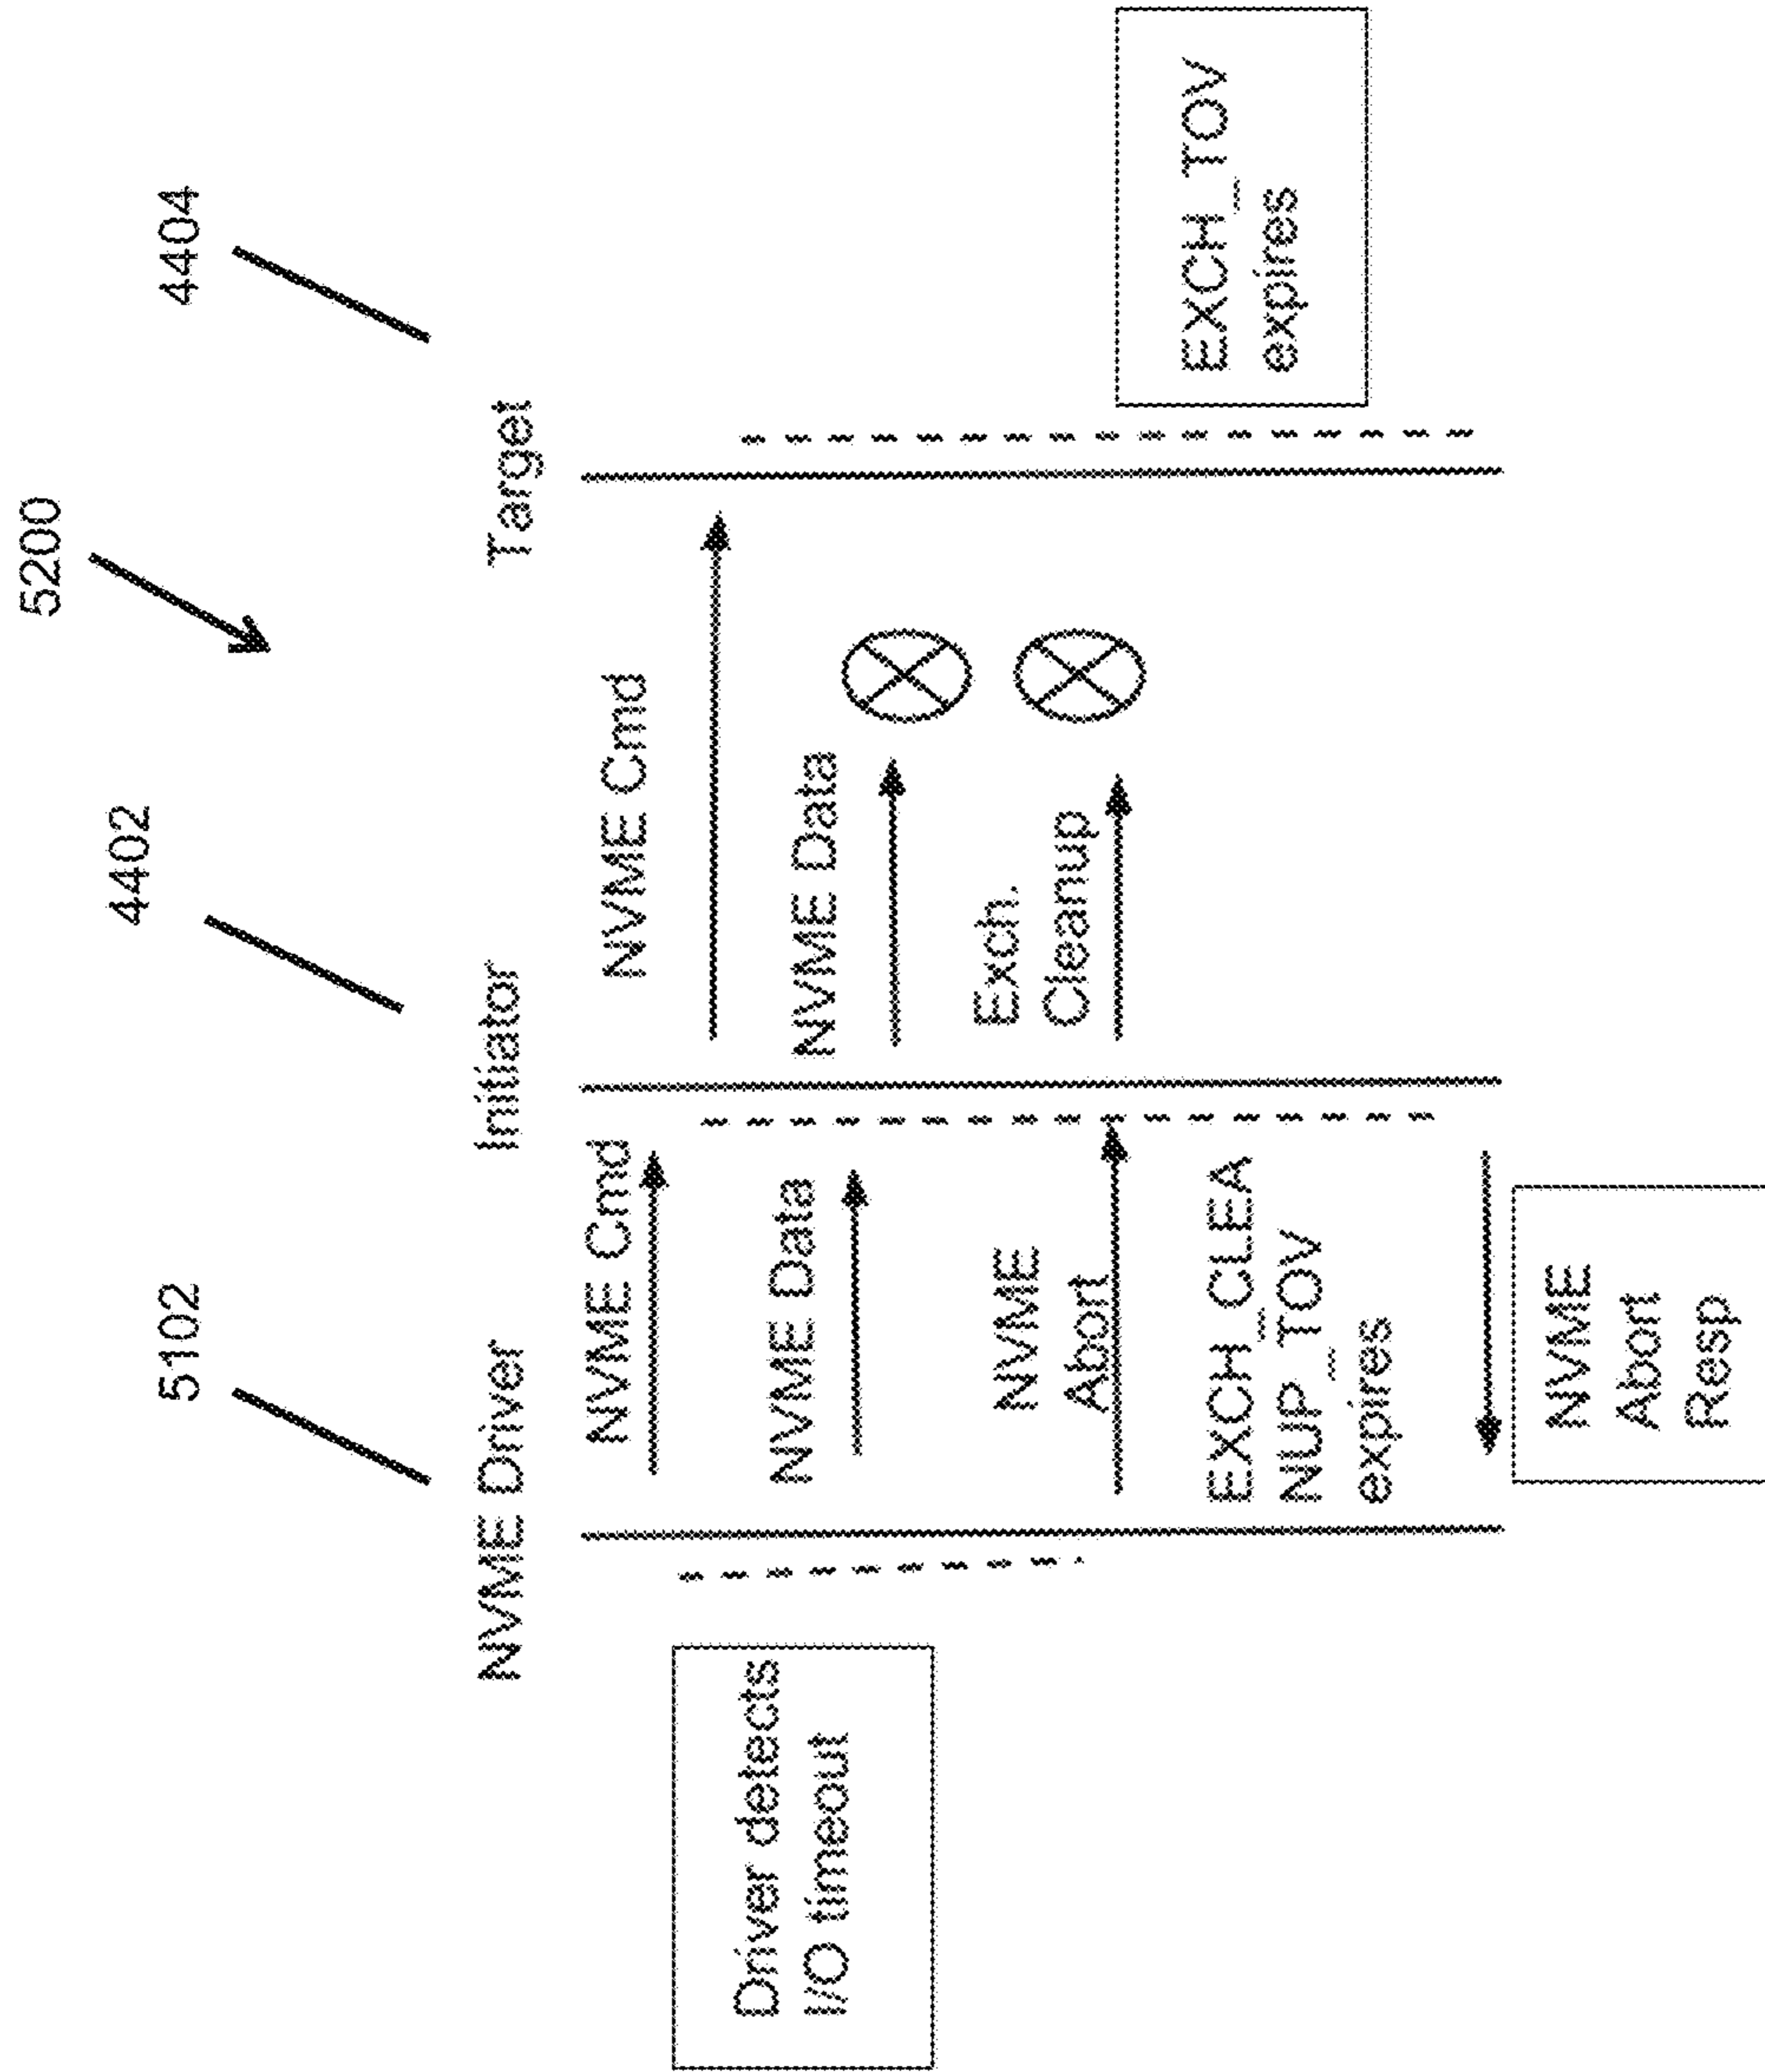 5200
5102
4402
4404
NVME Driver
Initiator
Target
NVME Cmd
NVME Cmd
Driver detects
I/O timeout
NVME Data
NVME Data
NVME
Abort
Exch.
Cleanup
EXCH_CLEA
NUP_TOV
expires
EXCH_TOV
expires
NVME
Abort
Resp